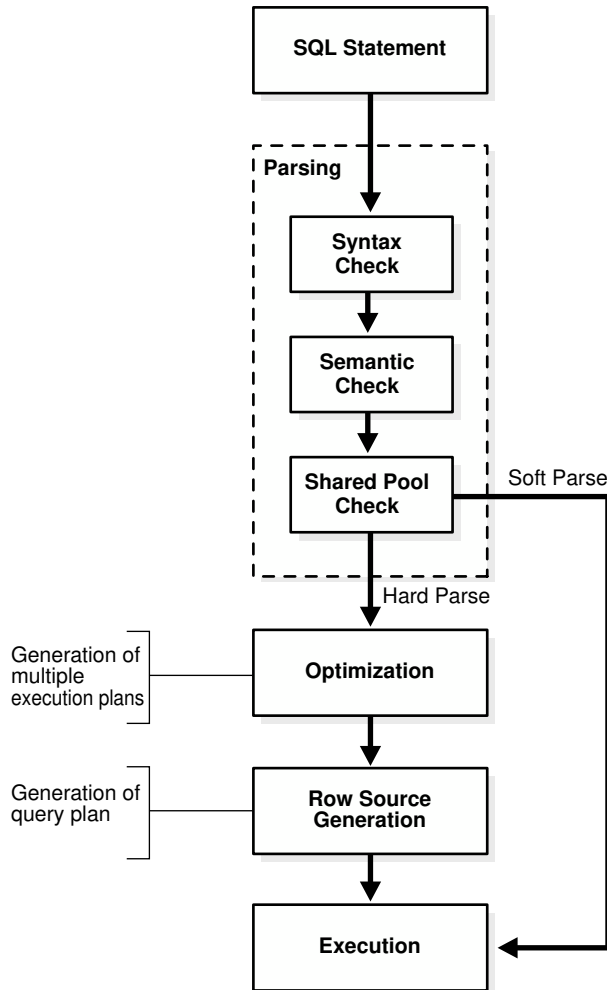 SQL Statement
Parsing
Syntax
Check
Semantic
Check
Shared Pool
Check
Soft Parse
Hard Parse
Generation of
multiple
execution plans
Optimization
Generation of
query plan
Row Source
Generation
Execution